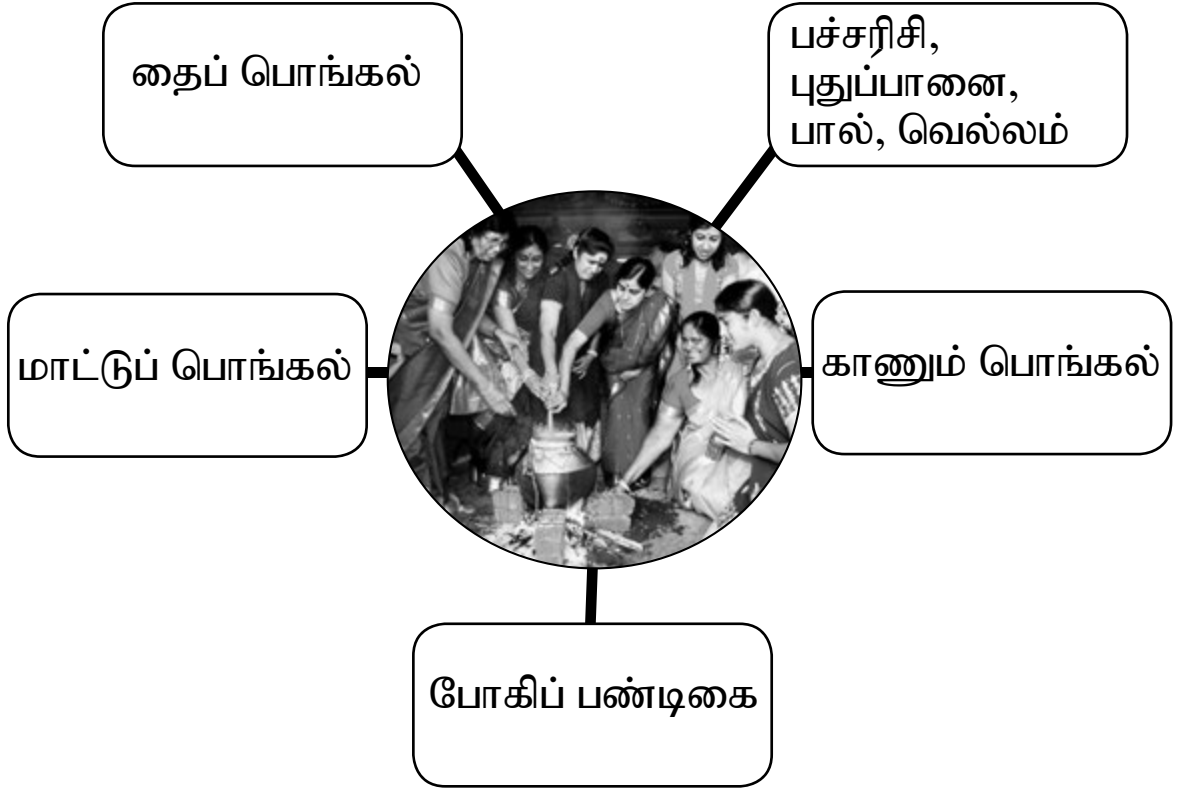 தைப் பொங்கல்
பச்சரிசி,
புதுப்பானை,
பால், வெல்லம்
மாட்டுப் பொங்கல்
காணும் பொங்கல்
போகிப் பண்டிகை